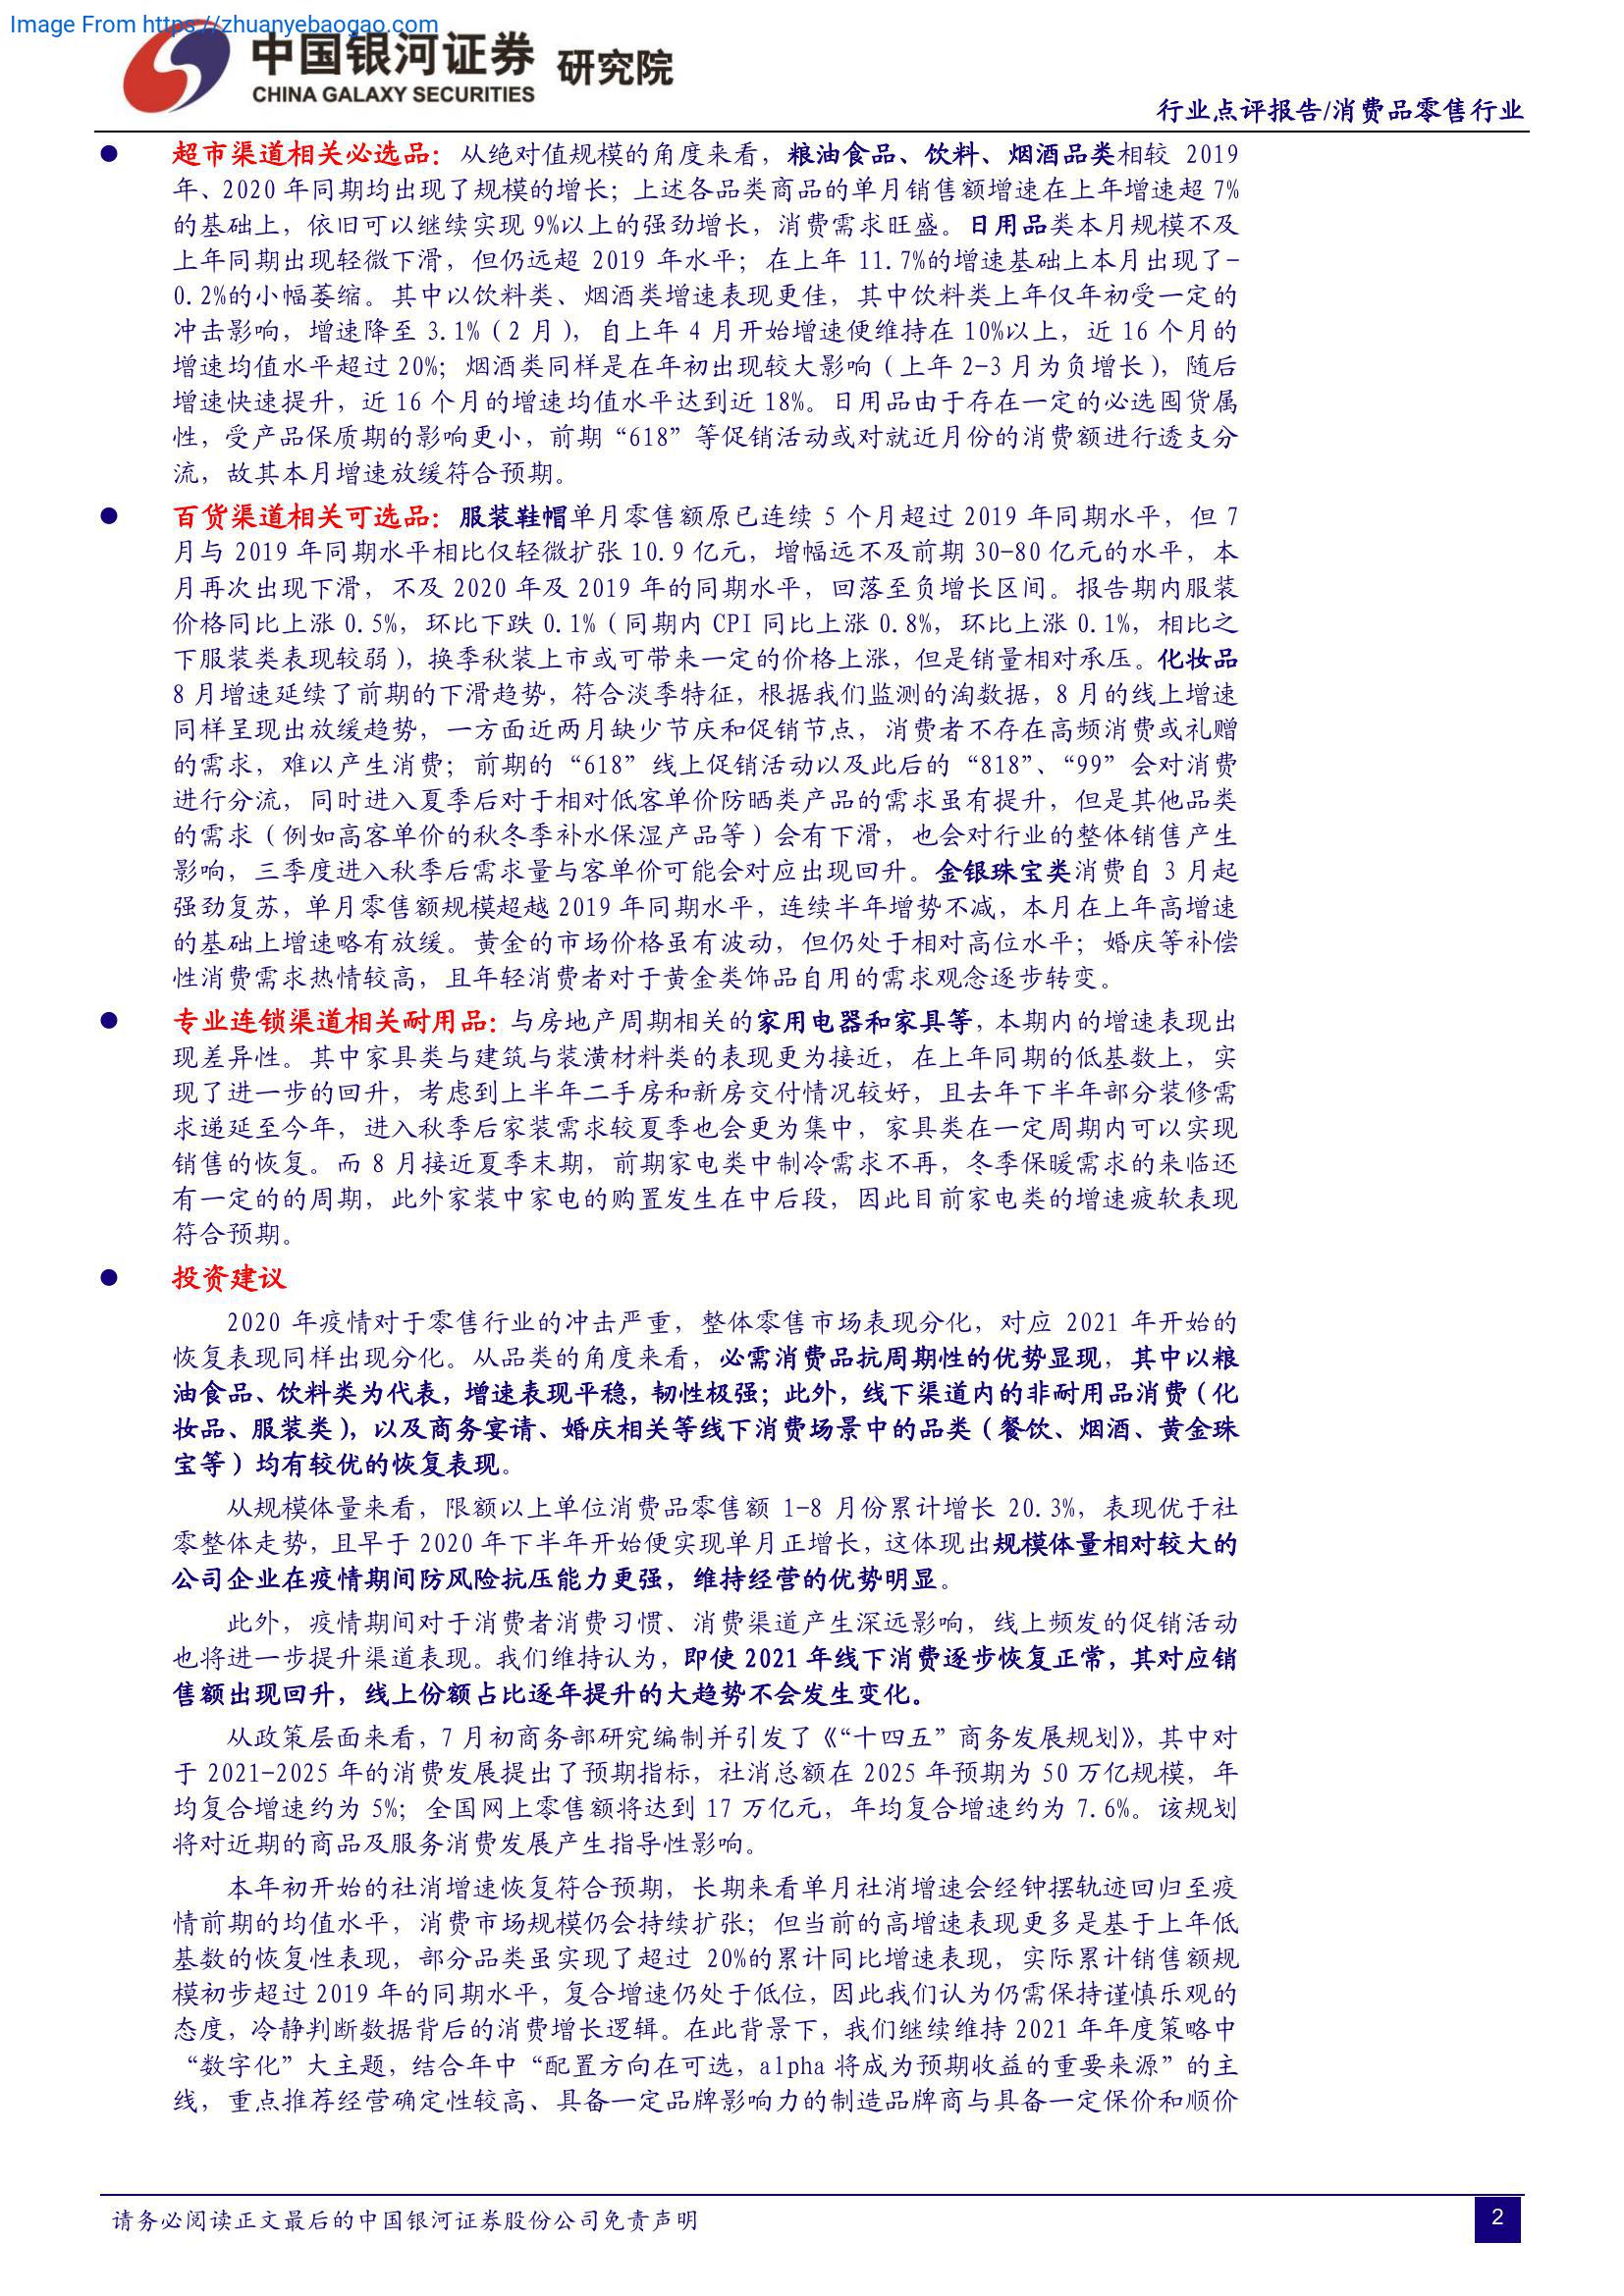 Image From https://zhuanyebaogao.com
中国银河证券 研究院
CHINA GALAXY SECURITIES
行业点评报告/消费品零售行业
● 超市渠道相关必选品：从绝对值规模的角度来看，粮油食品、饮料、烟酒品类相较 2019
年、2020 年同期均出现了规模的增长；上述各品类商品的单月销售额增速在上年增速超 7%
的基础上，依旧可以继续实现 9%以上的强劲增长，消费需求旺盛。日用品类本月规模不及
上年同期出现轻微下滑，但仍远超 2019 年水平；在上年 11.7%的增速基础上本月出现了-
0.2%的小幅萎缩。其中以饮料类、烟酒类增速表现更佳，其中饮料类上年仅年初受一定的
冲击影响，增速降至 3.1%（2 月），自上年 4 月开始增速便维持在 10%以上，近 16 个月的
增速均值水平超过 20%；烟酒类同样是在年初出现较大影响（上年 2-3 月为负增长），随后
增速快速提升，近 16 个月的增速均值水平达到近 18%。日用品由于存在一定的必选囤货属
性，受产品保质期的影响更小，前期“618”等促销活动或对就近月份的消费额进行透支分
流，故其本月增速放缓符合预期。
● 百货渠道相关可选品：服装鞋帽单月零售额原已连续 5 个月超过 2019 年同期水平，但 7
月与 2019 年同期水平相比仅轻微扩张 10.9 亿元，增幅远不及前期 30-80 亿元的水平，本
月再次出现下滑，不及 2020 年及 2019 年的同期水平，回落至负增长区间。报告期内服装
价格同比上涨 0.5%，环比下跌 0.1%（同期内 CPI 同比上涨 0.8%，环比上涨 0.1%，相比之
下服装类表现较弱），换季秋装上市或可带来一定的价格上涨，但是销量相对承压。化妆品
8 月增速延续了前期的下滑趋势，符合淡季特征，根据我们监测的淘数据，8 月的线上增速
同样呈现出放缓趋势，一方面近两月缺少节庆和促销节点，消费者不存在高频消费或礼赠
的需求，难以产生消费；前期的“618”线上促销活动以及此后的“818”、“99”会对消费
进行分流，同时进入夏季后对于相对低客单价防晒类产品的需求虽有提升，但是其他品类
的需求（例如高客单价的秋冬季补水保湿产品等）会有下滑，也会对行业的整体销售产生
影响，三季度进入秋季后需求量与客单价可能会对应出现回升。金银珠宝类消费自 3 月起
强劲复苏，单月零售额规模超越 2019 年同期水平，连续半年增势不减，本月在上年高增速
的基础上增速略有放缓。黄金的市场价格虽有波动，但仍处于相对高位水平；婚庆等补偿
性消费需求热情较高，且年轻消费者对于黄金类饰品自用的需求观念逐步转变。
● 专业连锁渠道相关耐用品：与房地产周期相关的家用电器和家具等，本期内的增速表现出
现差异性。其中家具类与建筑与装潢材料类的表现更为接近，在上年同期的低基数上，实
现了进一步的回升，考虑到上半年二手房和新房交付情况较好，且去年下半年部分装修需
求递延至今年，进入秋季后家装需求较夏季也会更为集中，家具类在一定周期内可以实现
销售的恢复。而 8 月接近夏季末期，前期家电类中制冷需求不再，冬季保暖需求的来临还
有一定的的周期，此外家装中家电的购置发生在中后段，因此目前家电类的增速疲软表现
符合预期。
● 投资建议
2020 年疫情对于零售行业的冲击严重，整体零售市场表现分化，对应 2021 年开始的
恢复表现同样出现分化。从品类的角度来看，必需消费品抗周期性的优势显现，其中以粮
油食品、饮料类为代表，增速表现平稳，韧性极强；此外，线下渠道内的非耐用品消费（化
妆品、服装类），以及商务宴请、婚庆相关等线下消费场景中的品类（餐饮、烟酒、黄金珠
宝等）均有较优的恢复表现。
从规模体量来看，限额以上单位消费品零售额 1-8 月份累计增长 20.3%，表现优于社
零整体走势，且早于 2020 年下半年开始便实现单月正增长，这体现出规模体量相对较大的
公司企业在疫情期间防风险抗压能力更强，维持经营的优势明显。
此外，疫情期间对于消费者消费习惯、消费渠道产生深远影响，线上频发的促销活动
也将进一步提升渠道表现。我们维持认为，即使 2021 年线下消费逐步恢复正常，其对应销
售额出现回升，线上份额占比逐年提升的大趋势不会发生变化。
从政策层面来看，7 月初商务部研究编制并引发了《“十四五”商务发展规划》，其中对
于 2021-2025 年的消费发展提出了预期指标，社消总额在 2025 年预期为 50 万亿规模，年
均复合增速约为 5%；全国网上零售额将达到 17 万亿元，年均复合增速约为 7.6%。该规划
将对近期的商品及服务消费发展产生指导性影响。
本年初开始的社消增速恢复符合预期，长期来看单月社消增速会经钟摆轨迹回归至疫
情前期的均值水平，消费市场规模仍会持续扩张；但当前的高增速表现更多是基于上年低
基数的恢复性表现，部分品类虽实现了超过 20%的累计同比增速表现，实际累计销售额规
模初步超过 2019 年的同期水平，复合增速仍处于低位，因此我们认为仍需保持谨慎乐观的
态度，冷静判断数据背后的消费增长逻辑。在此背景下，我们继续维持 2021 年年度策略中
“数字化”大主题，结合年中“配置方向在可选，alpha 将成为预期收益的重要来源”的主
线，重点推荐经营确定性较高、具备一定品牌影响力的制造品牌商与具备一定保价和顺价
请务必阅读正文最后的中国银河证券股份公司免责声明
2